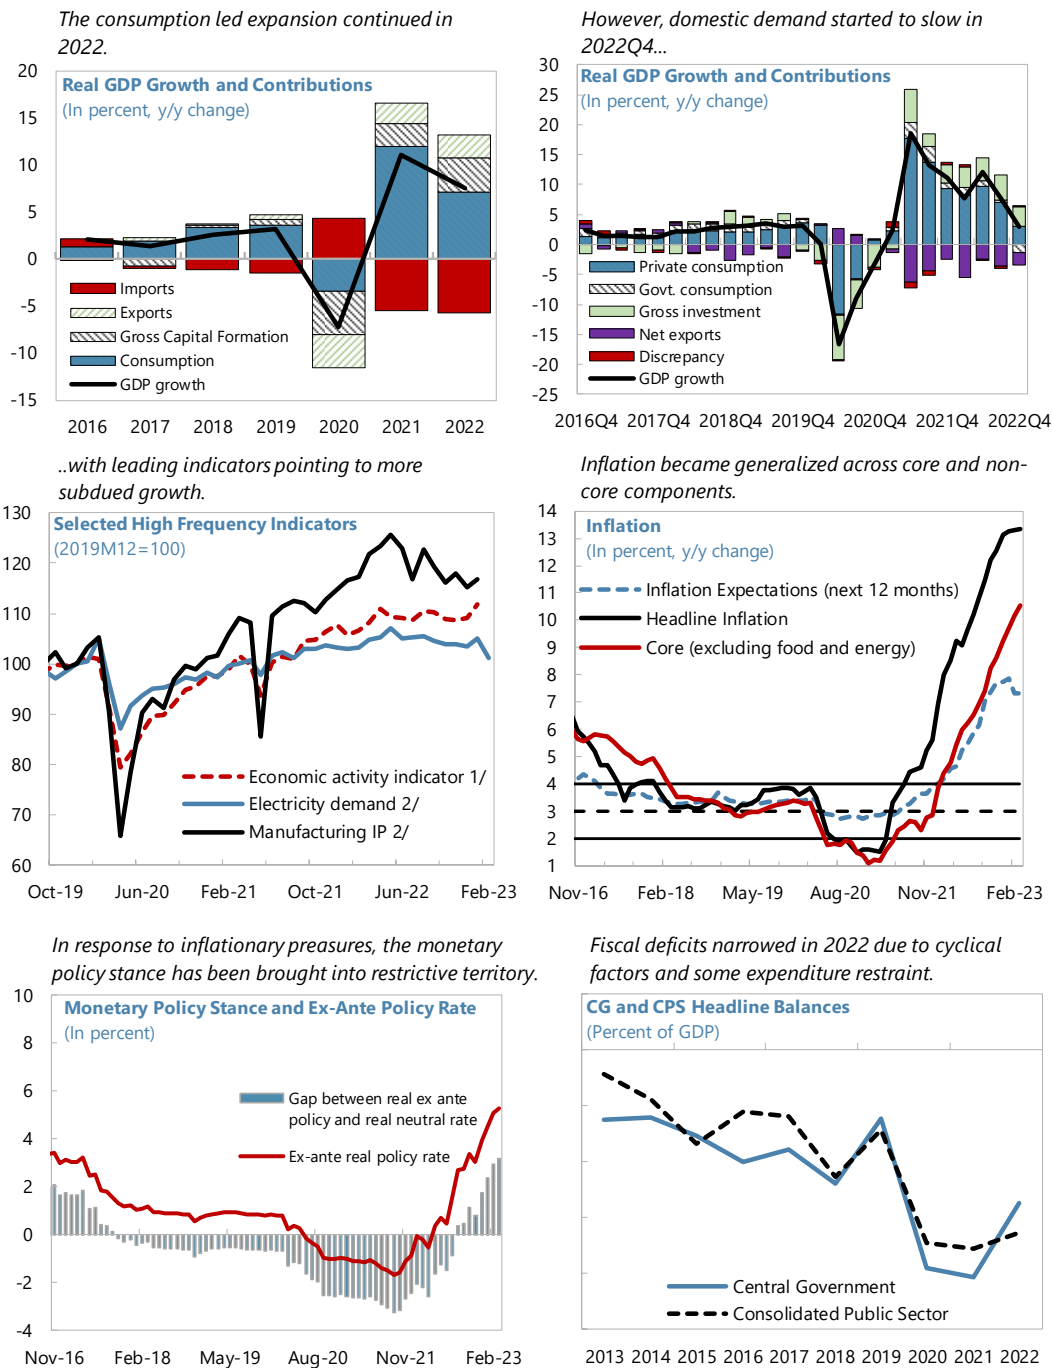 The consumption led expansion continued in
2022.
Real GDP Growth and Contributions
(In percent, y/y change)
20
15
10
5
0
-5
-10
-15
Imports
Exports
Gross Capital Formation
Consumption
GDP growth
2016 2017 2018 2019 2020 2021 2022
However, domestic demand started to slow in
2022Q4...
Real GDP Growth and Contributions
(In percent, y/y change)
30
25
20
15
10
5
0
-5
-10
-15
-20
-25
Private consumption
Govt. consumption
Gross investment
Net exports
Discrepancy
GDP growth
2016Q4 2017Q4 2018Q4 2019Q4 2020Q4 2021Q4 2022Q4
..with leading indicators pointing to more
subdued growth.
Selected High Frequency Indicators
(2019M12=100)
130
120
110
100
90
80
70
60
Economic activity indicator 1/
Electricity demand 2/
Manufacturing IP 2/
Oct-19 Jun-20 Feb-21 Oct-21 Jun-22 Feb-23
Inflation became generalized across core and non-
core components.
Inflation
(In percent, y/y change)
14
13
12
11
10
9
8
7
6
5
4
3
2
1
Inflation Expectations (next 12 months)
Headline Inflation
Core (excluding food and energy)
Nov-16 Feb-18 May-19 Aug-20 Nov-21 Feb-23
In response to inflationary preasures, the monetary
policy stance has been brought into restrictive territory.
Monetary Policy Stance and Ex-Ante Policy Rate
(In percent)
10
8
6
4
2
0
-2
-4
Gap between real ex ante
policy and real neutral rate
Ex-ante real policy rate
Nov-16 Feb-18 May-19 Aug-20 Nov-21 Feb-23
Fiscal deficits narrowed in 2022 due to cyclical
factors and some expenditure restraint.
CG and CPS Headline Balances
(Percent of GDP)
Central Government
Consolidated Public Sector
2013 2014 2015 2016 2017 2018 2019 2020 2021 2022